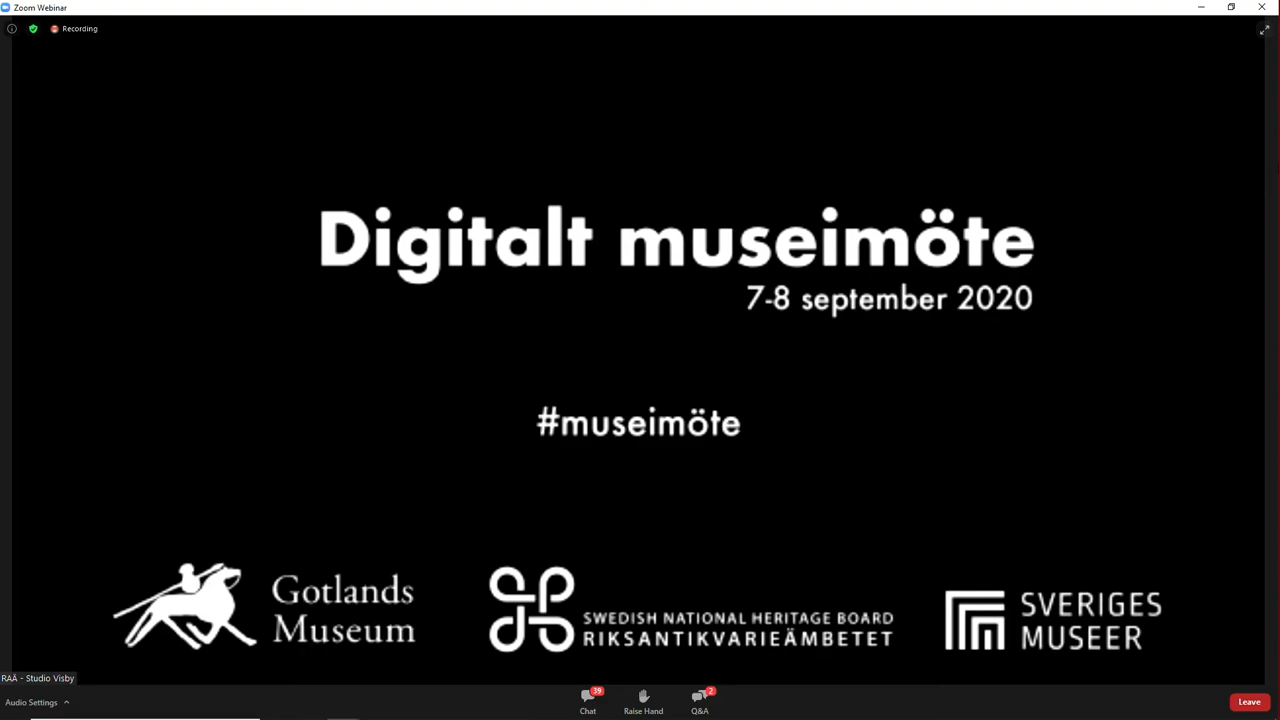 Zoom Webinar
Recording
Digitalt museimöte
7-8 september 2020
#museimöte
Gotlands
Museum
SWEDISH NATIONAL HERITAGE BOARD
RIKSANTIKVARIEÄMBETET
SVERIGES
MUSEER
RAÄ - Studio Visby
Audio Settings
39
2
Chat
Raise Hand
Q&A
Leave